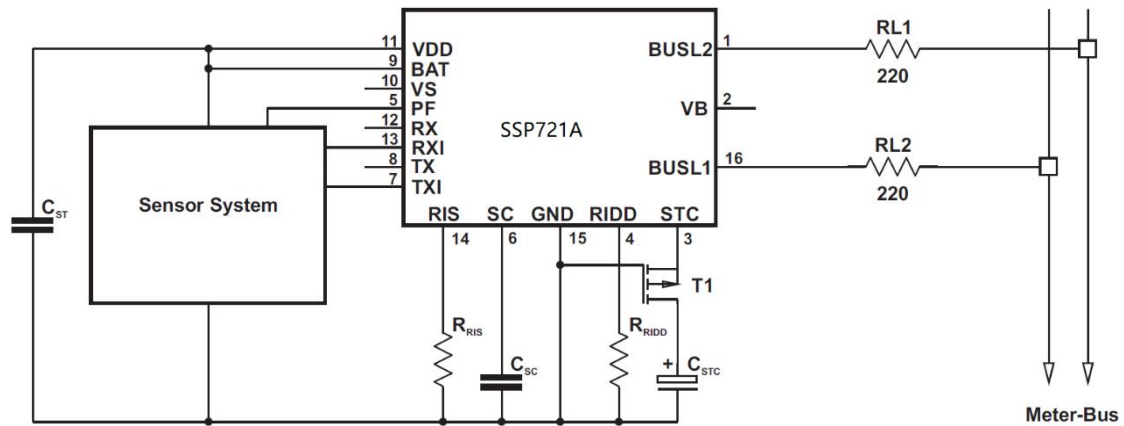 RL1
11 VDD BUSL2 1
9 BAT
10 VS 220
5 PF VB 2
12 RX SSP721A
13 RXI RL2
8 TX BUSL1 16
7 TXI
220
Sensor System
CST
RIS SC GND RIDD STC
14 6 15 4 3
T1
RRIS RRIDD
+ CSTC
CSC
Meter-Bus